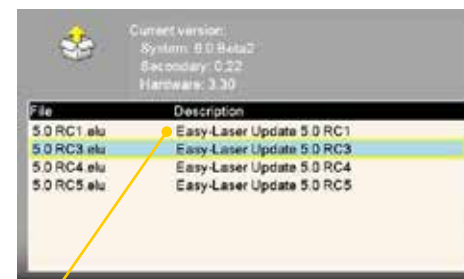 Current version:
System: 6.0 Beta2
Secondary: 0.22
Hardware: 3.30
File Description
5.0 RC1.elu Easy-Laser Update 5.0 RC1
5.0 RC3.elu Easy-Laser Update 5.0 RC3
5.0 RC4.elu Easy-Laser Update 5.0 RC4
5.0 RC5.elu Easy-Laser Update 5.0 RC5